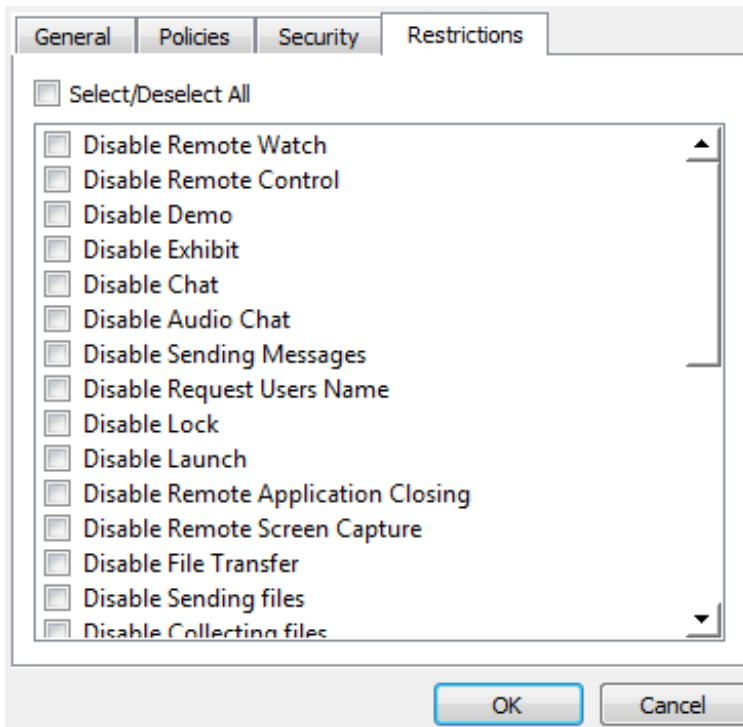 General Policies Security Restrictions
Select/Deselect All
Disable Remote Watch
Disable Remote Control
Disable Demo
Disable Exhibit
Disable Chat
Disable Audio Chat
Disable Sending Messages
Disable Request Users Name
Disable Lock
Disable Launch
Disable Remote Application Closing
Disable Remote Screen Capture
Disable File Transfer
Disable Sending files
Disable Collecting files
OK Cancel